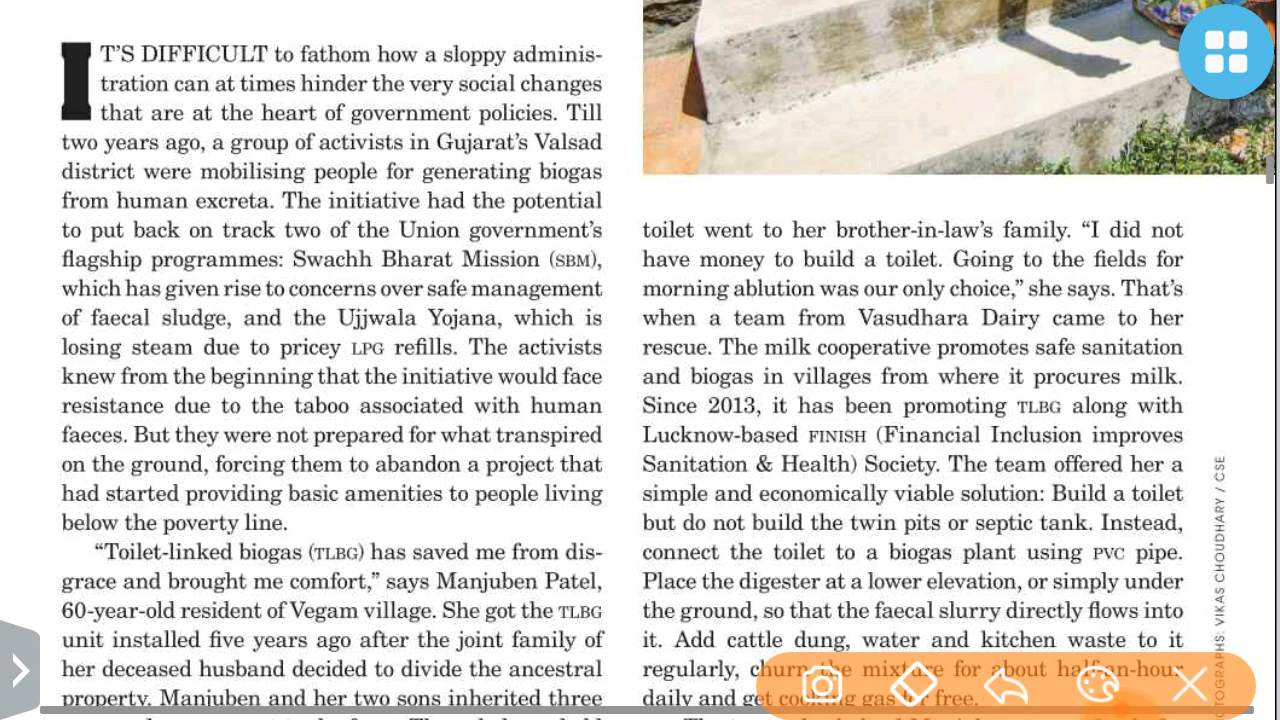 IT'S DIFFICULT to fathom how a sloppy adminis-
tration can at times hinder the very social changes
that are at the heart of government policies. Till
two years ago, a group of activists in Gujarat's Valsad
district were mobilising people for generating biogas
from human excreta. The initiative had the potential
to put back on track two of the Union government's
flagship programmes: Swachh Bharat Mission (SBM),
which has given rise to concerns over safe management
of faecal sludge, and the Ujjwala Yojana, which is
losing steam due to pricey LPG refills. The activists
knew from the beginning that the initiative would face
resistance due to the taboo associated with human
faeces. But they were not prepared for what transpired
on the ground, forcing them to abandon a project that
had started providing basic amenities to people living
below the poverty line.
“Toilet-linked biogas (TLBG) has saved me from dis-
grace and brought me comfort,” says Manjuben Patel,
60-year-old resident of Vegam village. She got the TLBG
unit installed five years ago after the joint family of
her deceased husband decided to divide the ancestral
property. Manjuben and her two sons inherited three
toilet went to her brother-in-law's family. “I did not
have money to build a toilet. Going to the fields for
morning ablution was our only choice,” she says. That's
when a team from Vasudhara Dairy came to her
rescue. The milk cooperative promotes safe sanitation
and biogas in villages from where it procures milk.
Since 2013, it has been promoting TLBG along with
Lucknow-based FINISH (Financial Inclusion improves
Sanitation & Health) Society. The team offered her a
simple and economically viable solution: Build a toilet
but do not build the twin pits or septic tank. Instead,
connect the toilet to a biogas plant using PVC pipe.
Place the digester at a lower elevation, or simply under
the ground, so that the faecal slurry directly flows into
it. Add cattle dung, water and kitchen waste to it
regularly, churn the mixture for about half-an-hour
daily and get cooking gas for free.
OTOGRAPHS: VIKAS CHOUDHARY / CSE